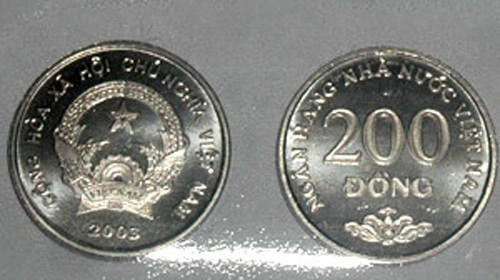 CỘNG HÒA XÃ HỘI CHỦ NGHĨA VIỆT NAM
2003
NGÂN HÀNG NHÀ NƯỚC VIỆT NAM
200
ĐỒNG